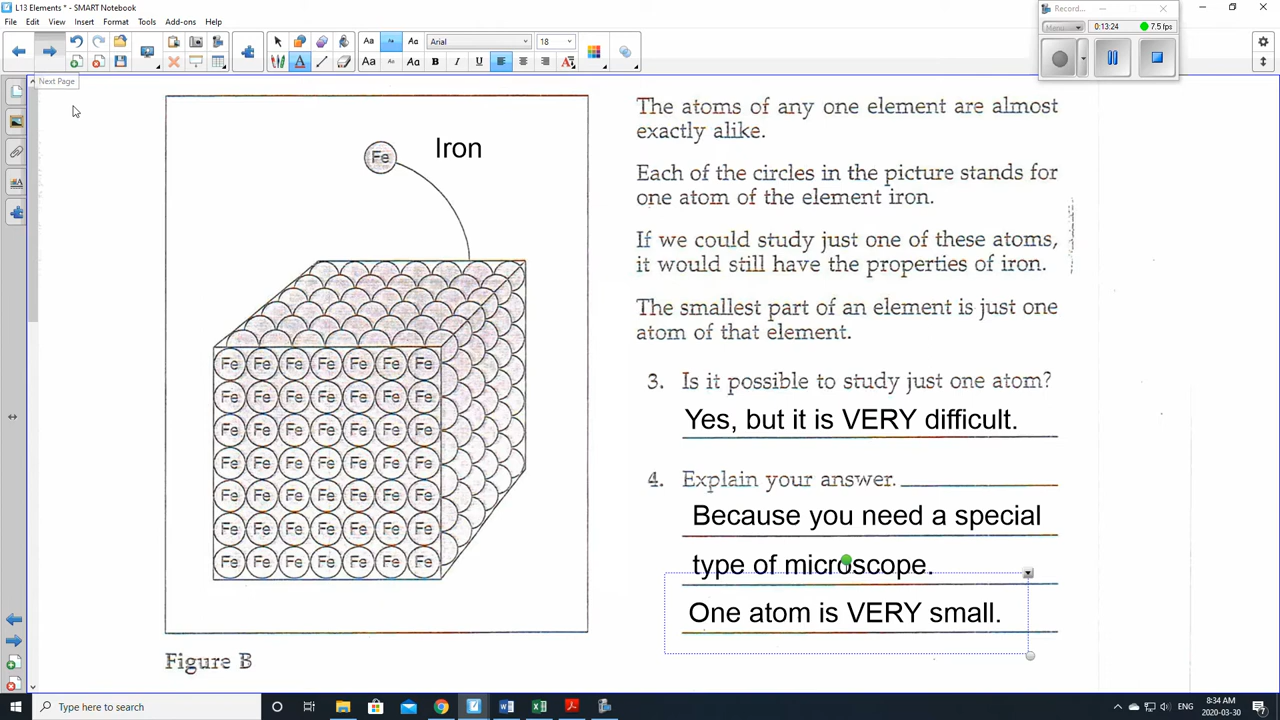 L13 Elements * - SMART Notebook
File Edit View Insert Format Tools Add-ons Help
Record...
Menu
0:13:24
7.5 fps
Arial
18
Next Page
Fe
Iron
Fe Fe Fe Fe Fe Fe Fe
Fe Fe Fe Fe Fe Fe Fe
Fe Fe Fe Fe Fe Fe Fe
Fe Fe Fe Fe Fe Fe Fe
Fe Fe Fe Fe Fe Fe Fe
Fe Fe Fe Fe Fe Fe Fe
Fe Fe Fe Fe Fe Fe Fe
Figure B
The atoms of any one element are almost
exactly alike.
Each of the circles in the picture stands for
one atom of the element iron.
If we could study just one of these atoms,
it would still have the properties of iron.
The smallest part of an element is just one
atom of that element.
3. Is it possible to study just one atom?
Yes, but it is VERY difficult.
4. Explain your answer.
Because you need a special
type of microscope.
One atom is VERY small.
Type here to search
ENG
8:34 AM
2020-03-30